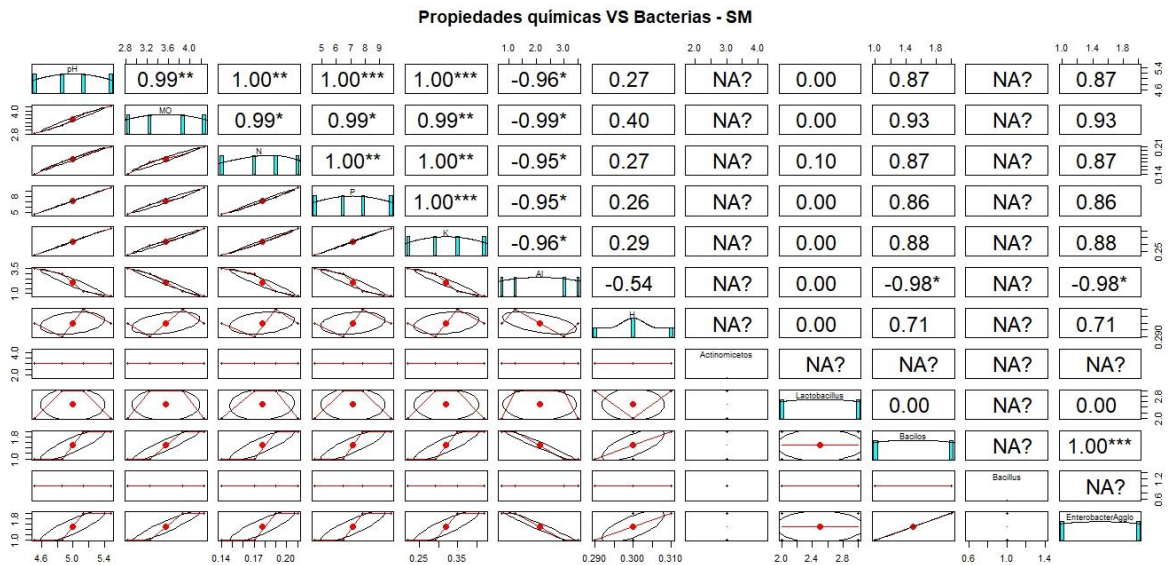 Propiedades químicas VS Bacterias - SM
2.8 3.2 3.6 4.0 5 6 7 8 9 1.0 2.0 3.0 2.0 3.0 4.0 1.0 1.4 1.8 1.0 1.4 1.8
pH 0.99** 1.00** 1.00*** 1.00*** -0.96* 0.27 NA? 0.00 0.87 NA? 0.87 4.6 5.4
2.8 4.0 MO 0.99* 0.99* 0.99** -0.99* 0.40 NA? 0.00 0.93 NA? 0.93
N 1.00** 1.00** -0.95* 0.27 NA? 0.10 0.87 NA? 0.87 0.14 0.21
5 8 P 1.00*** -0.95* 0.26 NA? 0.00 0.86 NA? 0.86
K -0.96* 0.29 NA? 0.00 0.88 NA? 0.88 0.25
1.0 3.5 Al -0.54 NA? 0.00 -0.98* NA? -0.98*
H NA? 0.00 0.71 NA? 0.71 0.290
2.0 4.0 Actinomicetos NA? NA? NA? NA?
Lactobacillus 0.00 NA? 0.00 2.0 2.8
1.0 1.8 Bacilos NA? 1.00***
Bacillus NA? 0.6 1.2
1.0 1.8 EnterobacterAgglo
4.6 5.0 5.4 0.14 0.16 0.20 0.25 0.35 0.290 0.300 0.310 2.0 2.4 2.8 0.6 1.0 1.4